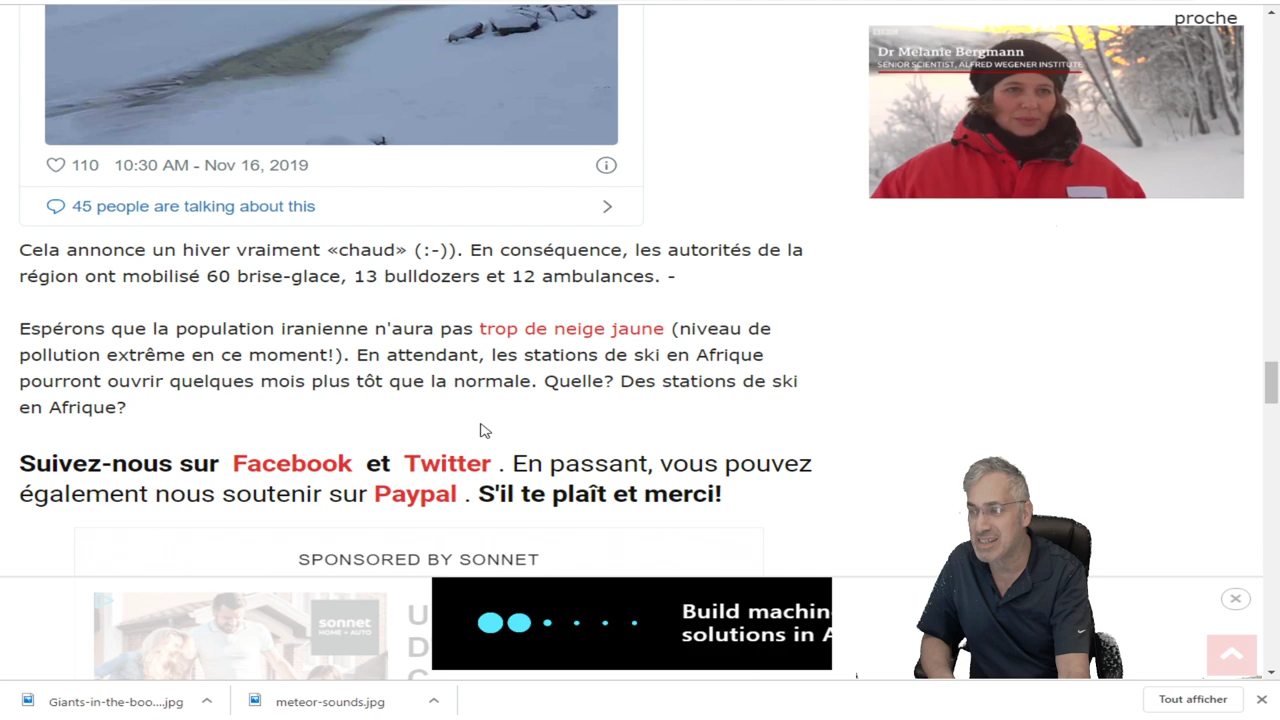 proche
Dr Melanie Bergmann
SENIOR SCIENTIST, ALFRED WEGENER INSTITUTE
110 10:30 AM - Nov 16, 2019
45 people are talking about this
Cela annonce un hiver vraiment «chaud» (:-)). En conséquence, les autorités de la
région ont mobilisé 60 brise-glace, 13 bulldozers et 12 ambulances. -
Espérons que la population iranienne n'aura pas trop de neige jaune (niveau de
pollution extrême en ce moment!). En attendant, les stations de ski en Afrique
pourront ouvrir quelques mois plus tôt que la normale. Quelle? Des stations de ski
en Afrique?
Suivez-nous sur Facebook et Twitter . En passant, vous pouvez
également nous soutenir sur Paypal . S'il te plaît et merci!
SPONSORED BY SONNET
sonnet
HOME + AUTO
U
D
Build machin
solutions in A
Giants-in-the-boo....jpg
meteor-sounds.jpg
Tout afficher